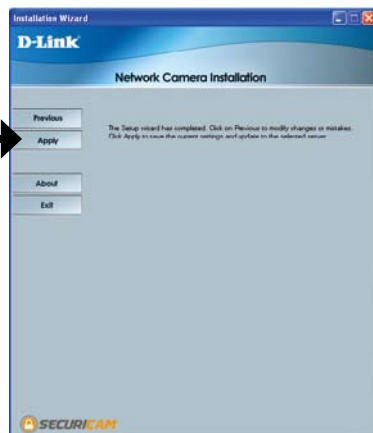 Installation Wizard
D-Link
Network Camera Installation
Previous
The Setup wizard has completed. Click on Previous to modify changes or mistakes.
Click Apply to save the current settings and update to the selected server.
Apply
About
Exit
SECURICAM